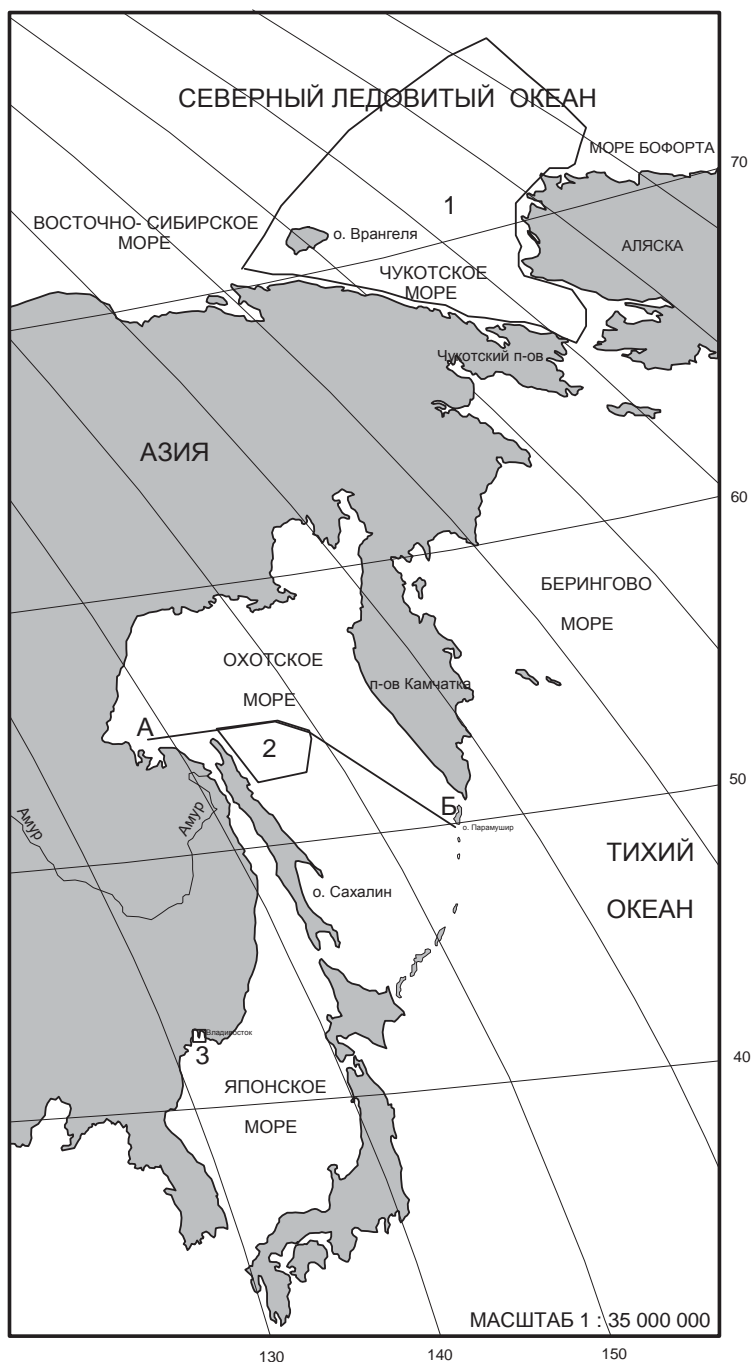 СЕВЕРНЫЙ ЛЕДОВИТЫЙ ОКЕАН
МОРЕ БОФОРТА
70
1
ВОСТОЧНО- СИБИРСКОЕ
МОРЕ
о. Врангеля
АЛЯСКА
ЧУКОТСКОЕ
МОРЕ
Чукотский п-ов
АЗИЯ
60
БЕРИНГОВО
МОРЕ
ОХОТСКОЕ
МОРЕ
п-ов Камчатка
А
2
50
Б
о. Парамушир
Амур
Амур
ТИХИЙ
ОКЕАН
о. Сахалин
Владивосток
3
40
ЯПОНСКОЕ
МОРЕ
МАСШТАБ 1 : 35 000 000
130
140
150